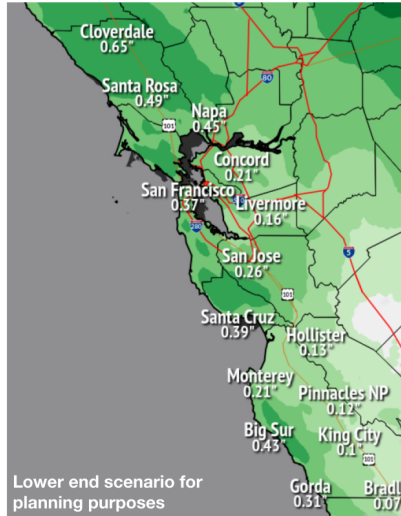 Cloverdale
0.65"
80
Santa Rosa
0.49"
Napa
0.45"
101
Concord
0.21"
San Francisco
0.37"
Livermore
0.16"
280
San Jose
0.26"
5
101
Santa Cruz
0.39"
Hollister
0.13"
Monterey
0.21"
Pinnacles NP
0.12"
Big Sur
0.43"
King City
0.1"
101
Gorda
0.31"
Bradl
0.07
Lower end scenario for
planning purposes